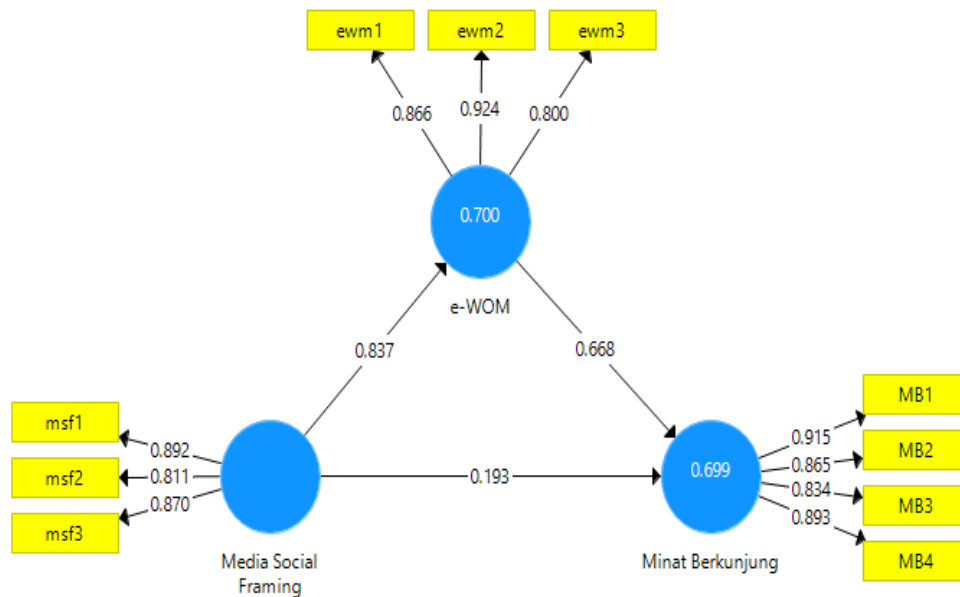 ewm1 ewm2 ewm3
0.866 0.924 0.800
0.700
e-WOM
0.837 0.668
msf1
msf2
msf3
0.892
0.811
0.870
Media Social
Framing
0.193
0.699
Minat Berkunjung
0.915
0.865
0.834
0.893
MB1
MB2
MB3
MB4